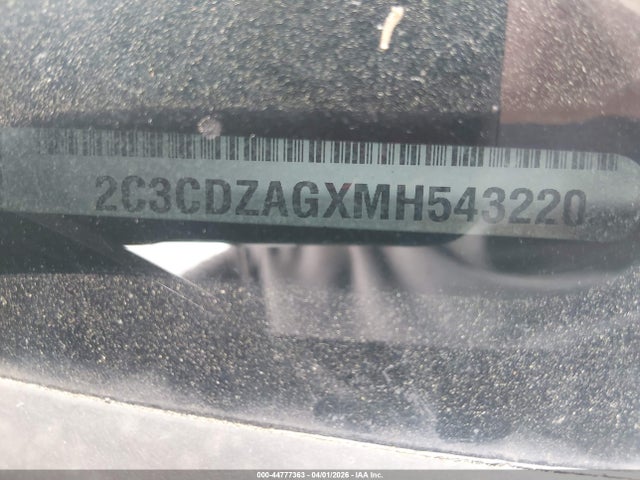 2C3CDZAGXMH543220
000-44777363 - 04/01/2026 - IAA Inc.